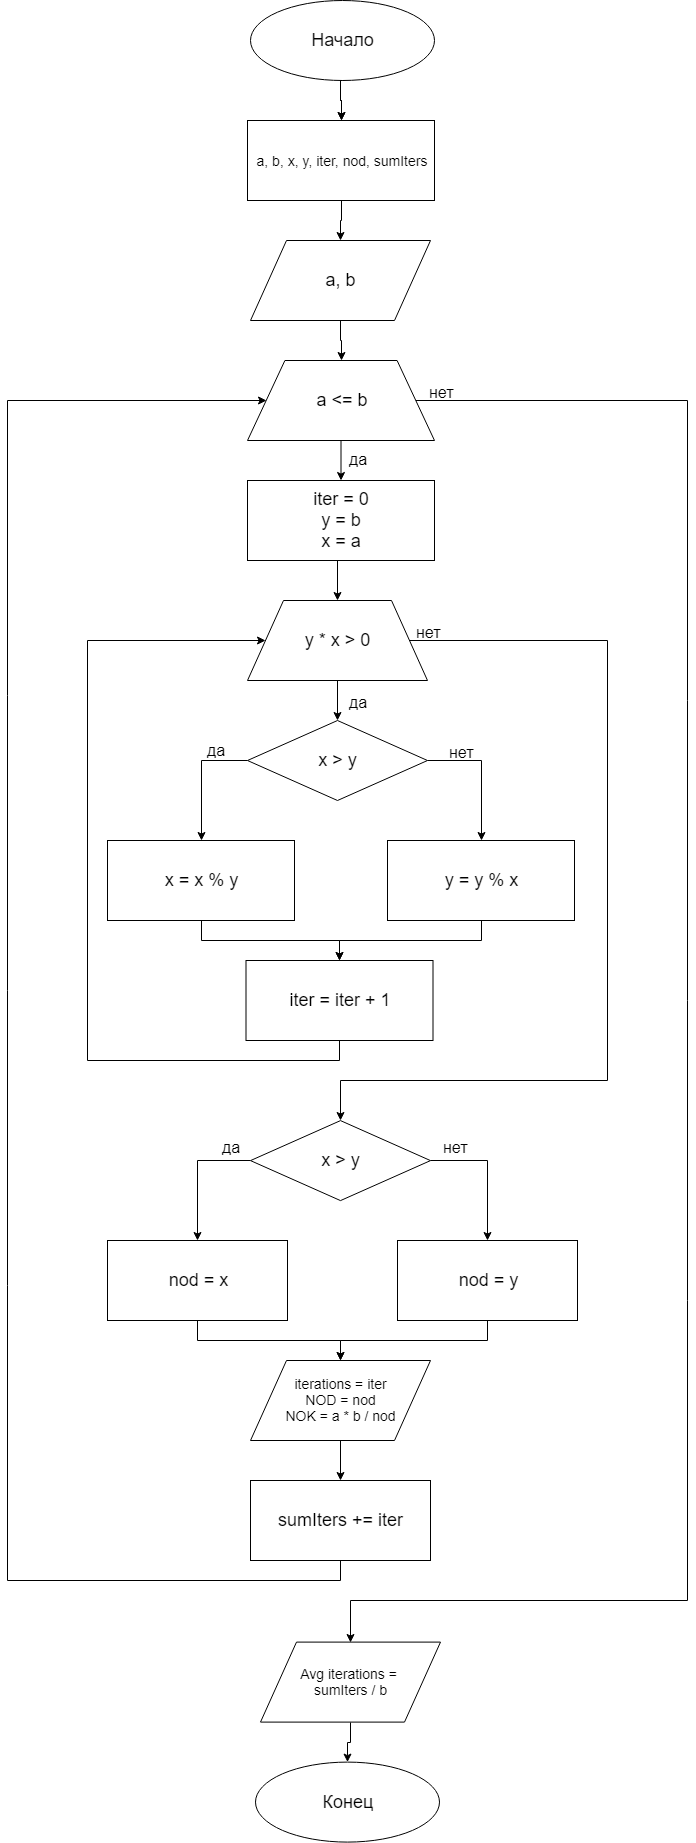 Начало
a, b, x, y, iter, nod, sumIters
a, b
a <= b
нет
да
iter = 0
y = b
x = a
y * x > 0
нет
да
x > y
да
нет
x = x % y
y = y % x
iter = iter + 1
x > y
да
нет
nod = x
nod = y
iterations = iter
NOD = nod
NOK = a * b / nod
sumIters += iter
Avg iterations =
sumIters / b
Конец